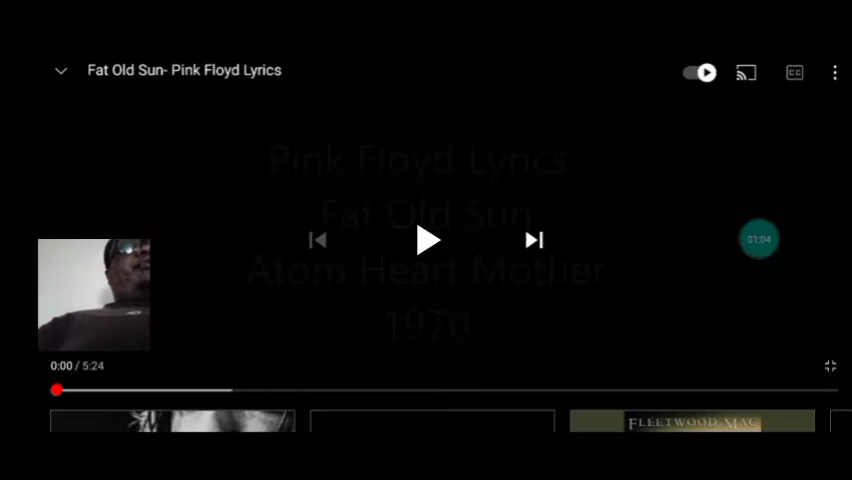 Fat Old Sun- Pink Floyd Lyrics
CC
Pink Floyd Lyrics
Fat Old Sun
Atom Heart Mother
1970
01:04
0:00 / 5:24
FLEETWOOD MAC